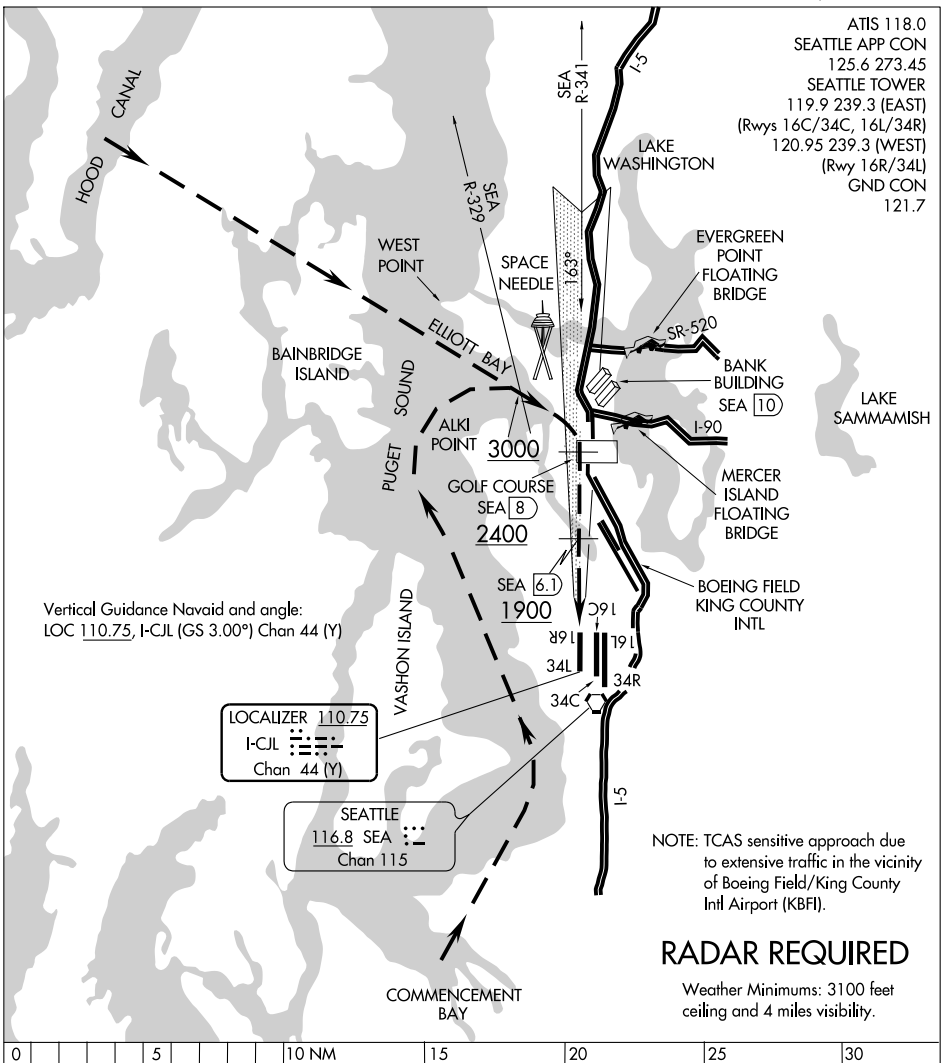 ATIS 118.0
SEATTLE APP CON
125.6 273.45
SEATTLE TOWER
119.9 239.3 (EAST)
(Rwys 16C/34C, 16L/34R)
120.95 239.3 (WEST)
(Rwy 16R/34L)
GND CON
121.7
HOOD CANAL
SEA
R-341
I-5
LAKE
WASHINGTON
SEA
R-329
WEST
POINT
SPACE
NEEDLE
163°
EVERGREEN
POINT
FLOATING
BRIDGE
SR-520
ELLIOTT BAY
BAINBRIDGE
ISLAND
BANK
BUILDING
SEA 10
LAKE
SAMMAMISH
PUGET SOUND
ALKI
POINT
3000
I-90
GOLF COURSE
SEA 8
2400
MERCER
ISLAND
FLOATING
BRIDGE
SEA 6.1
1900
BOEING FIELD
KING COUNTY
INTL
Vertical Guidance Navaid and angle:
LOC 110.75, I-CJL (GS 3.00°) Chan 44 (Y)
VASHON ISLAND
16R
16C
16L
34L
34C
34R
LOCALIZER 110.75
I-CJL
Chan 44 (Y)
SEATTLE
116.8 SEA
Chan 115
I-5
NOTE: TCAS sensitive approach due
to extensive traffic in the vicinity
of Boeing Field/King County
Intl Airport (KBFI).
RADAR REQUIRED
Weather Minimums: 3100 feet
ceiling and 4 miles visibility.
COMMENCEMENT
BAY
0 5 10 NM 15 20 25 30